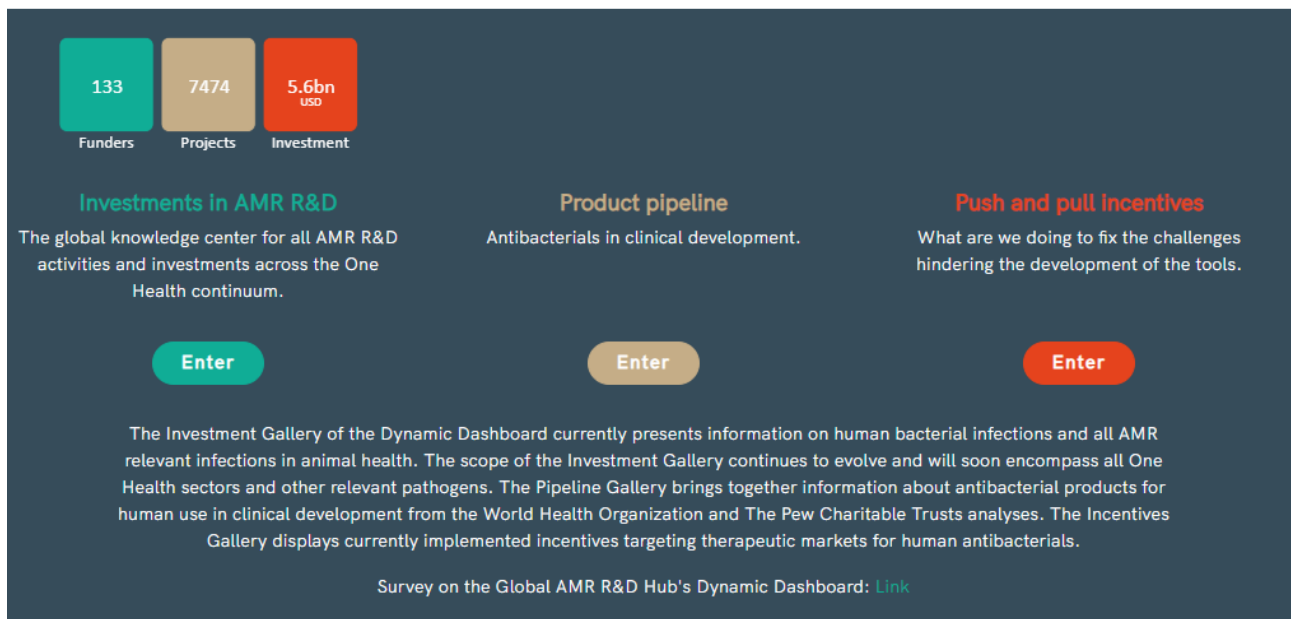 133
7474
5.6bn
USD
Funders
Projects
Investment
Investments in AMR R&D
The global knowledge center for all AMR R&D
activities and investments across the One
Health continuum.
Enter
Product pipeline
Antibacterials in clinical development.
Enter
Push and pull incentives
What are we doing to fix the challenges
hindering the development of the tools.
Enter
The Investment Gallery of the Dynamic Dashboard currently presents information on human bacterial infections and all AMR
relevant infections in animal health. The scope of the Investment Gallery continues to evolve and will soon encompass all One
Health sectors and other relevant pathogens. The Pipeline Gallery brings together information about antibacterial products for
human use in clinical development from the World Health Organization and The Pew Charitable Trusts analyses. The Incentives
Gallery displays currently implemented incentives targeting therapeutic markets for human antibacterials.
Survey on the Global AMR R&D Hub's Dynamic Dashboard: Link